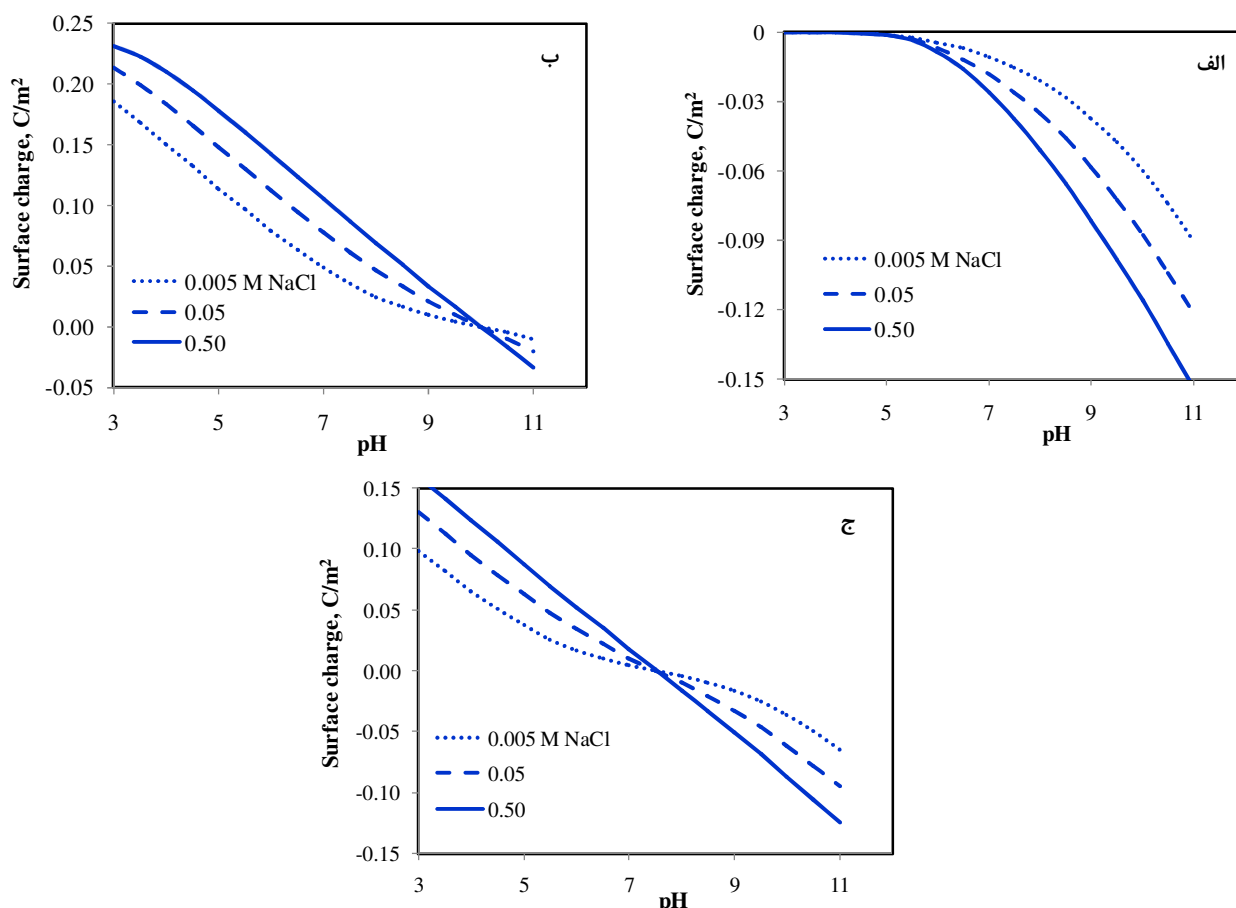 ب
Surface charge, C/m²
0.25
0.20
0.15
0.10
0.05
0.00
-0.05
0.005 M NaCl
0.05
0.50
3 5 7 9 11
pH
الف
Surface charge, C/m²
0
-0.03
-0.06
-0.09
-0.12
-0.15
0.005 M NaCl
0.05
0.50
3 5 7 9 11
pH
ج
Surface charge, C/m²
0.15
0.10
0.05
0.00
-0.05
-0.10
-0.15
0.005 M NaCl
0.05
0.50
3 5 7 9 11
pH